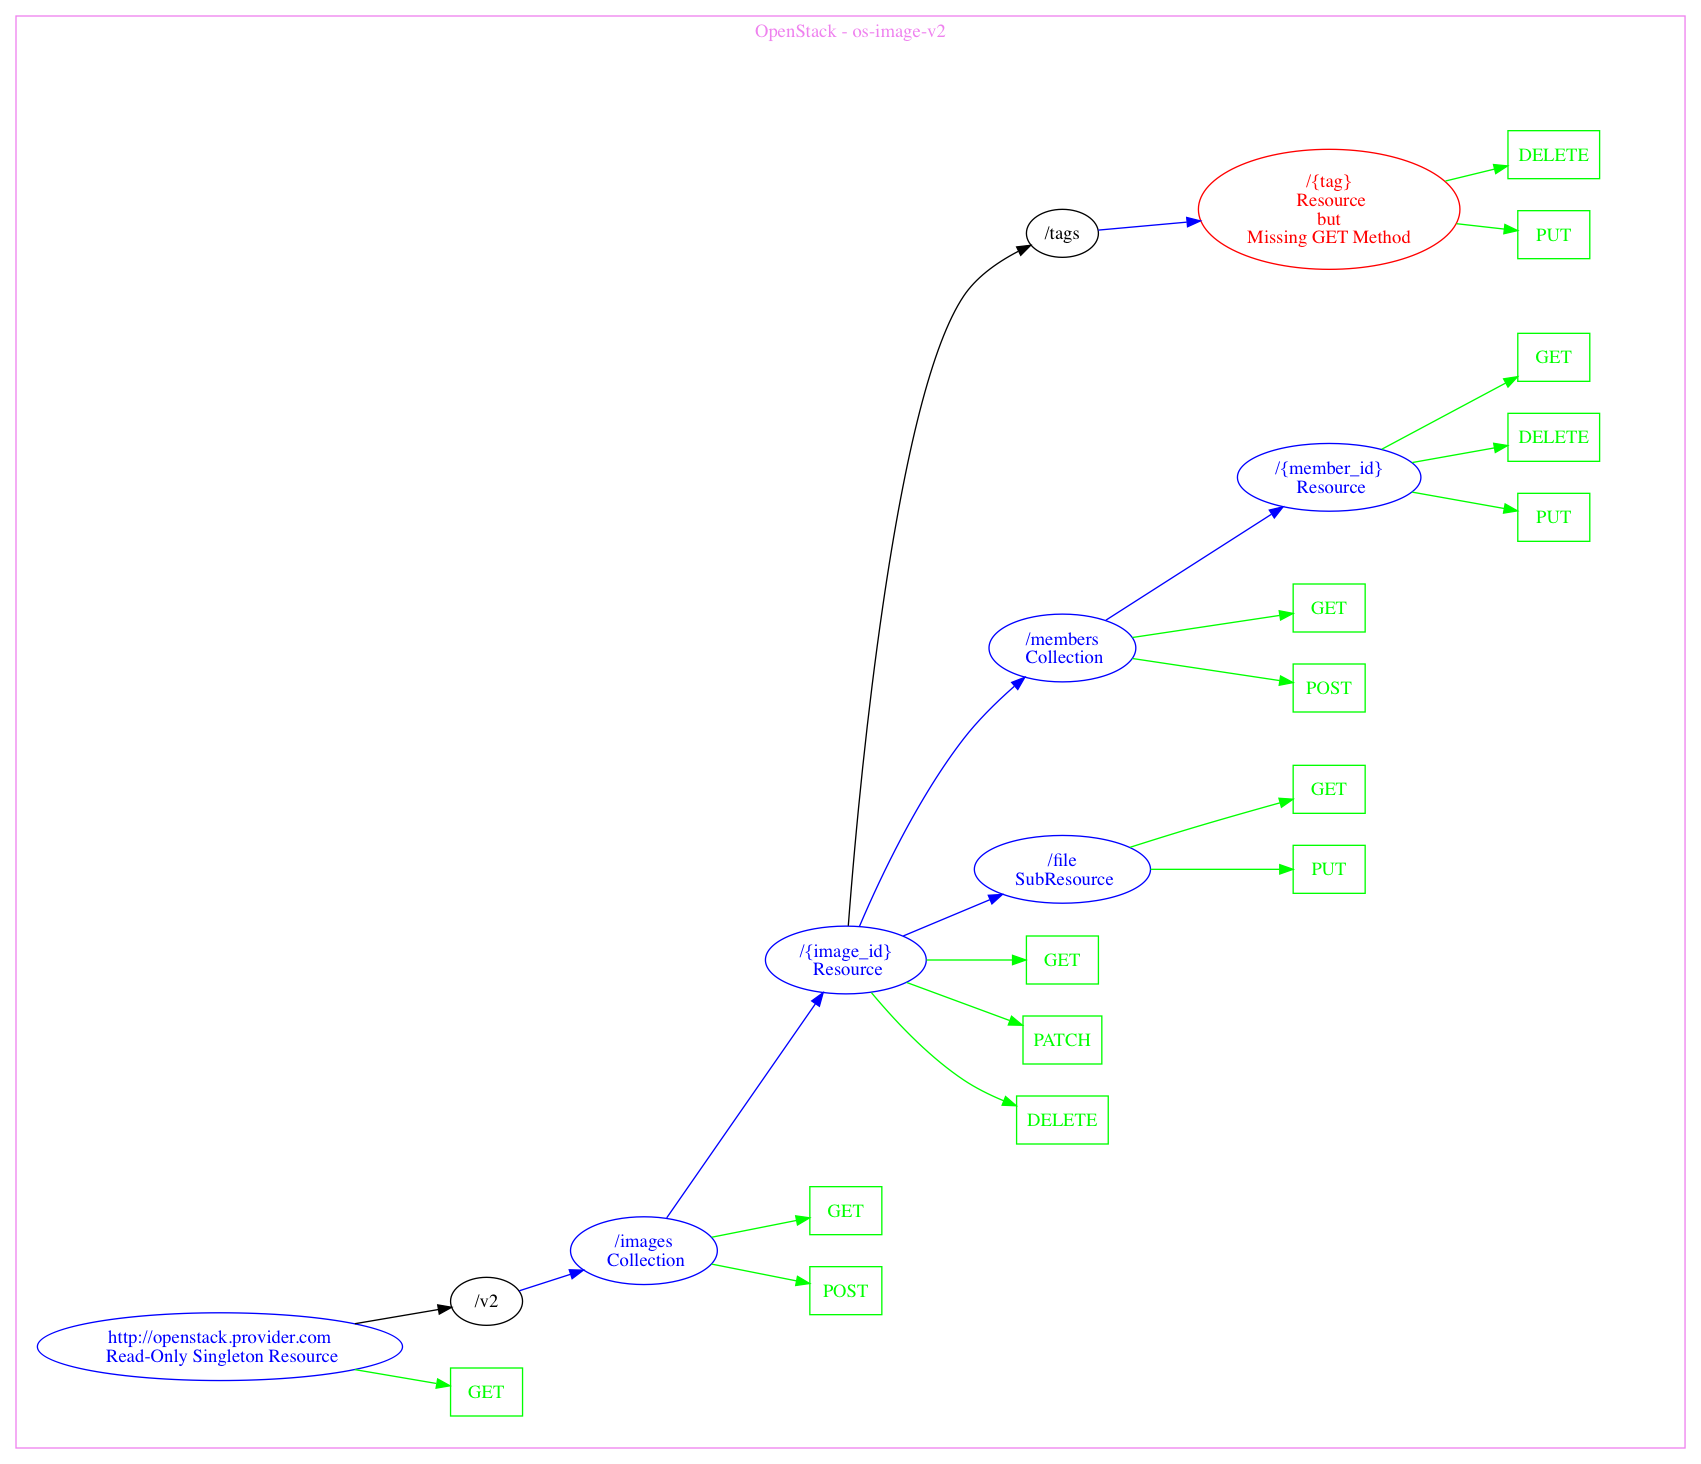 OpenStack - os-image-v2
/{tag}
Resource
but
Missing GET Method
DELETE
PUT
/tags
GET
DELETE
PUT
/{member_id}
Resource
/members
Collection
GET
POST
/file
SubResource
GET
PUT
/{image_id}
Resource
GET
PATCH
DELETE
/images
Collection
GET
POST
/v2
http://openstack.provider.com
Read-Only Singleton Resource
GET